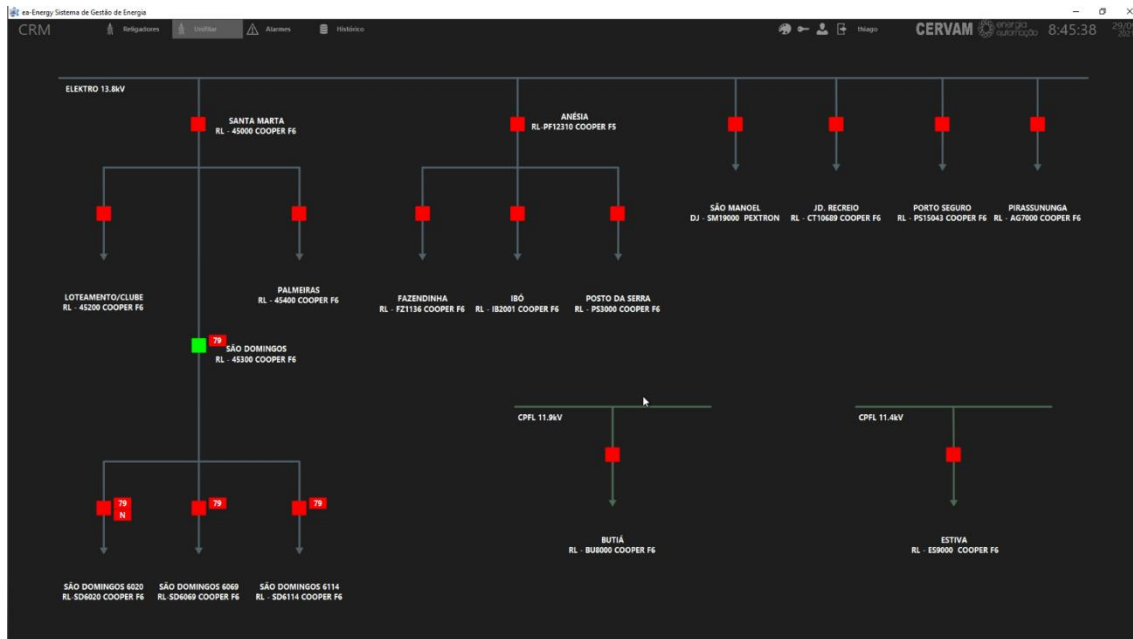 ea-Energy Sistema de Gestão de Energia
CRM
Religadores
Unifilar
Alarmes
Histórico
thiago
CERVAM
energia
automação
8:45:38
ELEKTRO 13.8kV
SANTA MARTA
RL - 45000 COOPER F6
ANÉSIA
RL-PF12310 COOPER F5
SÃO MANOEL
DJ - SM19000 PEXTRON
JD. RECREIO
RL - CT10689 COOPER F6
PORTO SEGURO
RL - PS15043 COOPER F6
PIRASSUNUNGA
RL - AG7000 COOPER F6
LOTEAMENTO/CLUBE
RL - 45200 COOPER F6
PALMEIRAS
RL - 45400 COOPER F6
FAZENDINHA
RL - FZ1136 COOPER F6
IBÓ
RL - IB2001 COOPER F6
POSTO DA SERRA
RL - PS3000 COOPER F6
79
SÃO DOMINGOS
RL - 45300 COOPER F6
CPFL 11.9kV
CPFL 11.4kV
79
N
79
79
BUTIÁ
RL - BU8000 COOPER F6
ESTIVA
RL - ES9000 COOPER F6
SÃO DOMINGOS 6020
RL-SD6020 COOPER F6
SÃO DOMINGOS 6069
RL-SD6069 COOPER F6
SÃO DOMINGOS 6114
RL - SD6114 COOPER F6